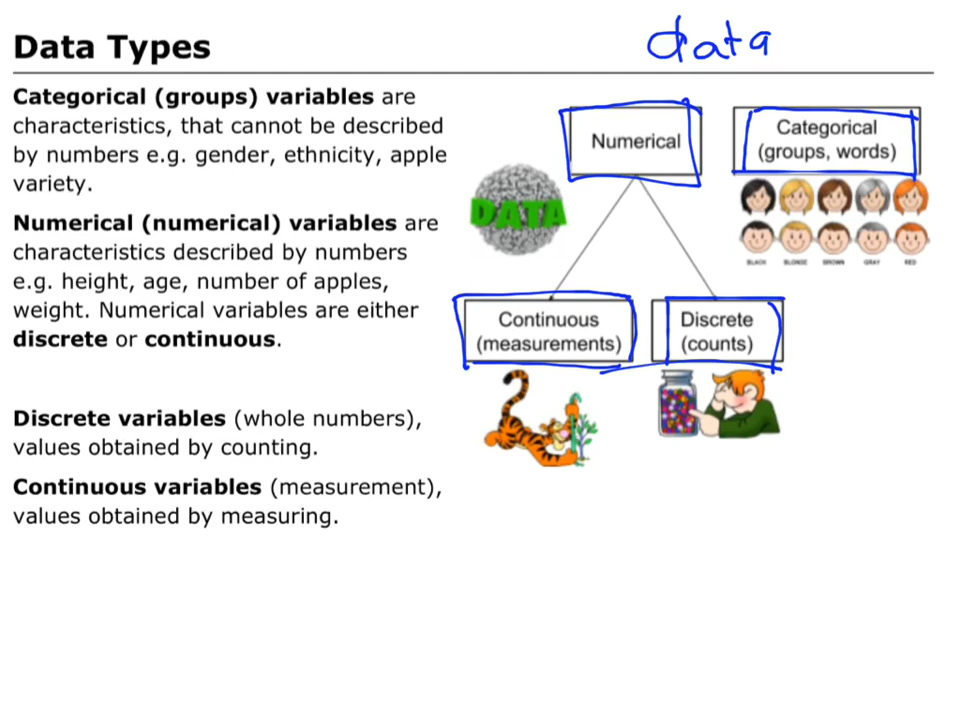 Data Types
data
Categorical (groups) variables are
characteristics, that cannot be described
by numbers e.g. gender, ethnicity, apple
variety.
Numerical (numerical) variables are
characteristics described by numbers
e.g. height, age, number of apples,
weight. Numerical variables are either
discrete or continuous.
Discrete variables (whole numbers),
values obtained by counting.
Continuous variables (measurement),
values obtained by measuring.
Numerical
Categorical
(groups, words)
DATA
BLACK BLONDE BROWN GRAY RED
Continuous
(measurements)
Discrete
(counts)